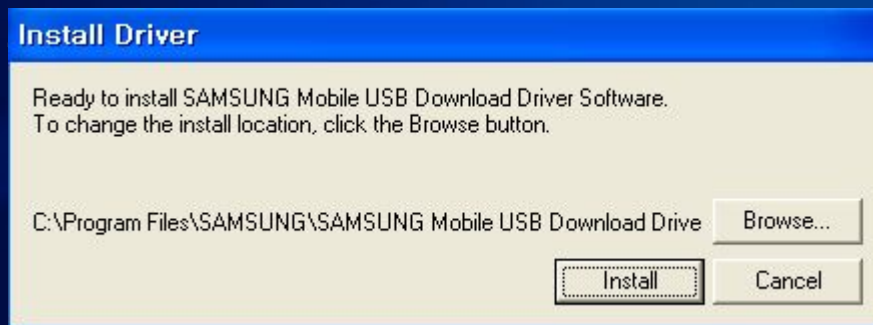 Install Driver
Ready to install SAMSUNG Mobile USB Download Driver Software.
To change the install location, click the Browse button.
C:\Program Files\SAMSUNG\SAMSUNG Mobile USB Download Drive
Browse...
Install
Cancel